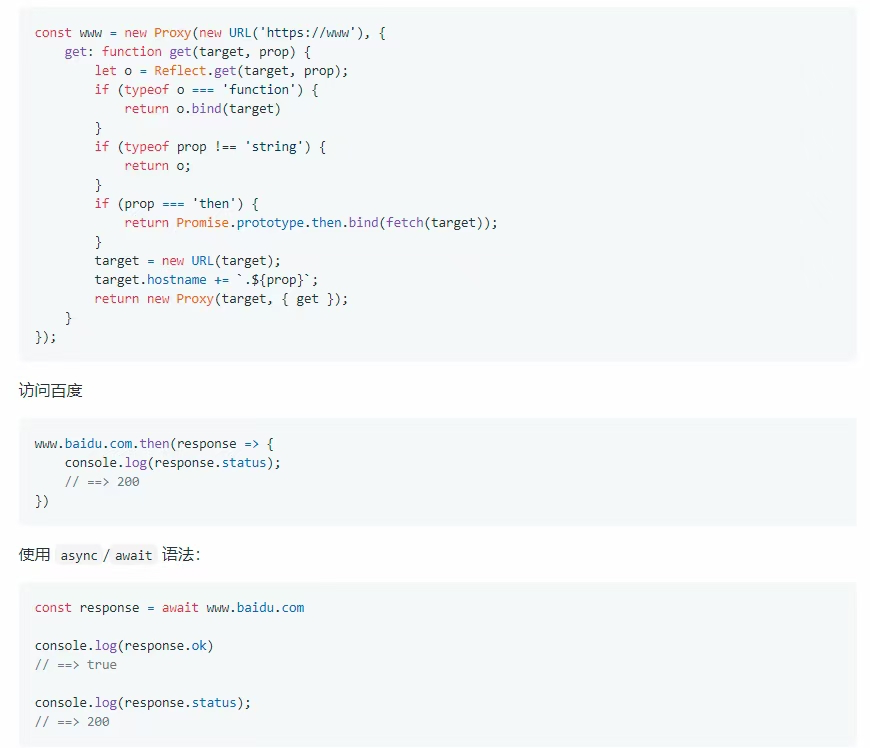 const www = new Proxy(new URL('https://www'), {
    get: function get(target, prop) {
        let o = Reflect.get(target, prop);
        if (typeof o === 'function') {
            return o.bind(target)
        }
        if (typeof prop !== 'string') {
            return o;
        }
        if (prop === 'then') {
            return Promise.prototype.then.bind(fetch(target));
        }
        target = new URL(target);
        target.hostname += `.${prop}`;
        return new Proxy(target, { get });
    }
});
访问百度
www.baidu.com.then(response => {
    console.log(response.status);
    // ==> 200
})
使用 async / await 语法：
const response = await www.baidu.com
console.log(response.ok)
// ==> true
console.log(response.status);
// ==> 200